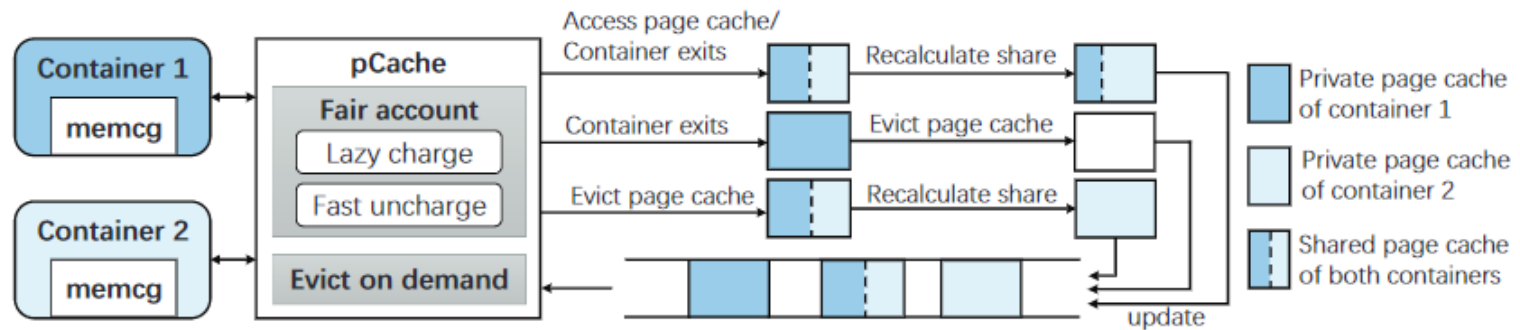 Container 1
memcg
Container 2
memcg
pCache
Fair account
Lazy charge
Fast uncharge
Evict on demand
Access page cache/
Container exits
Recalculate share
Container exits
Evict page cache
Evict page cache
Recalculate share
update
Private page cache
of container 1
Private page cache
of container 2
Shared page cache
of both containers